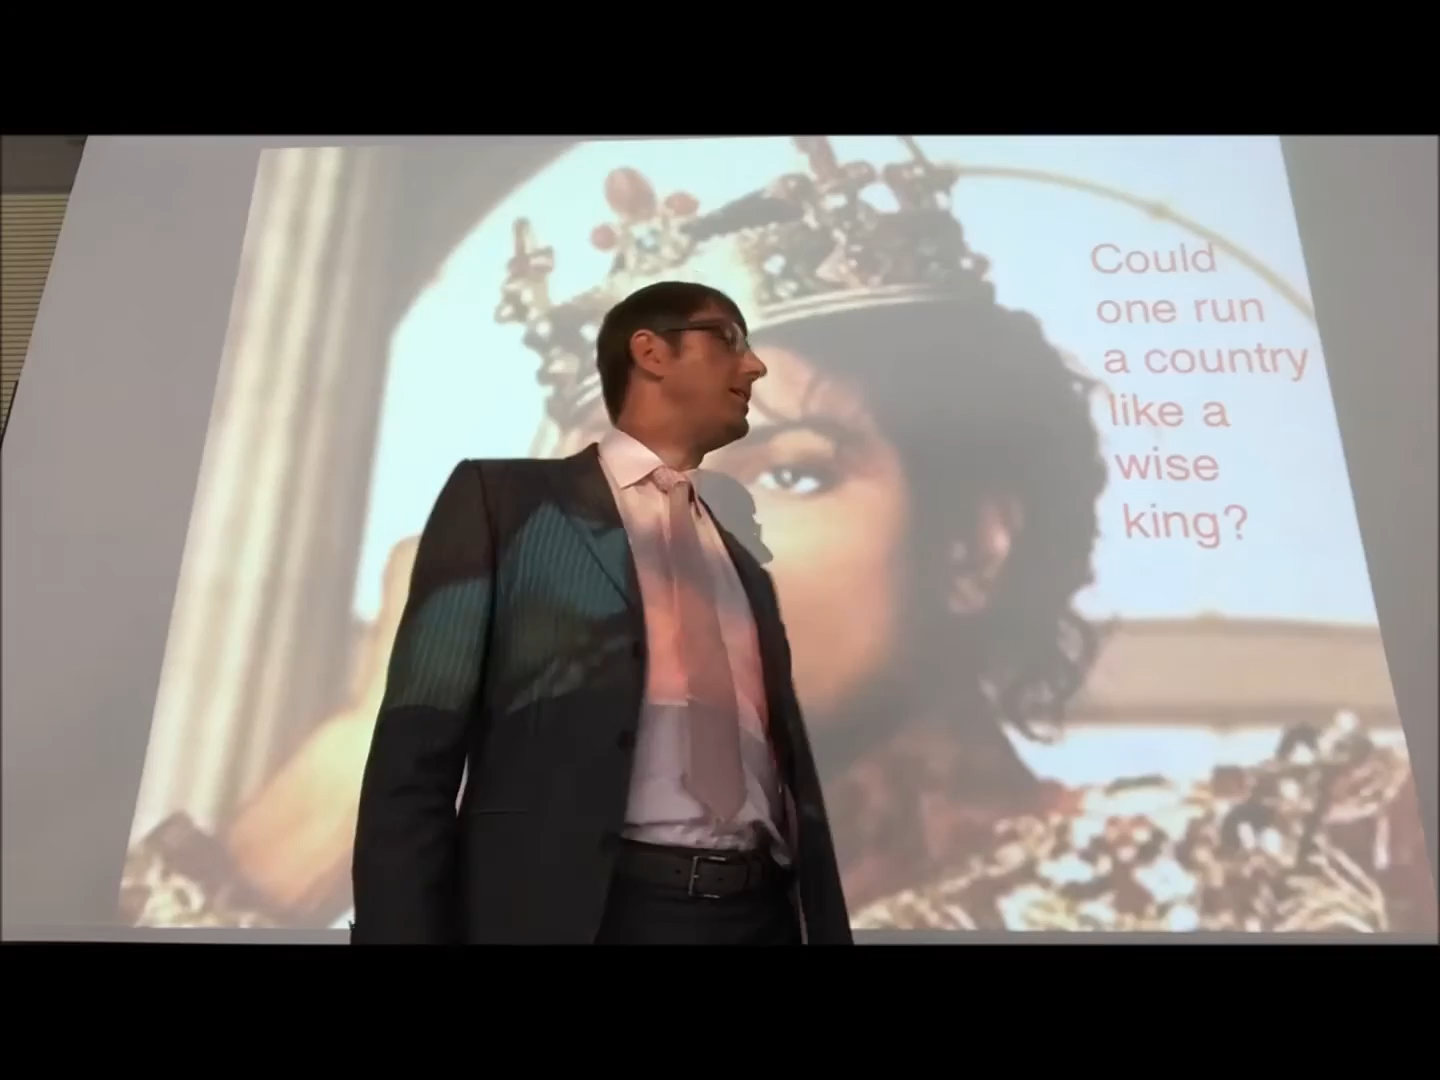 Could
one run
a country
like a
wise
king?